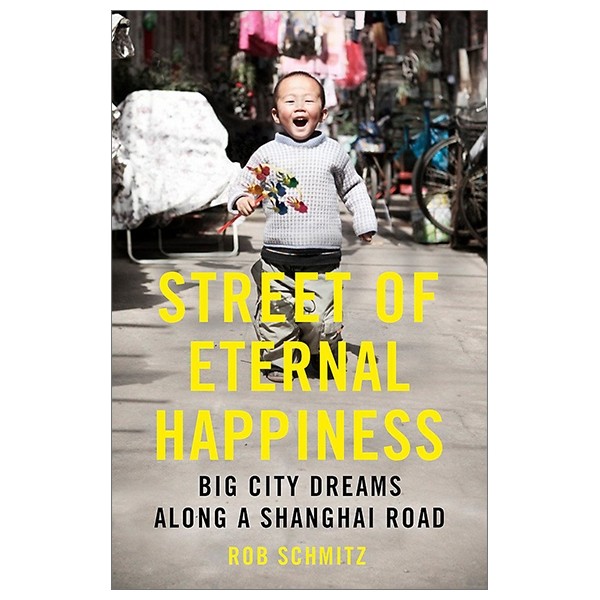 STREET OF
ETERNAL
HAPPINESS
BIG CITY DREAMS
ALONG A SHANGHAI ROAD
ROB SCHMITZ